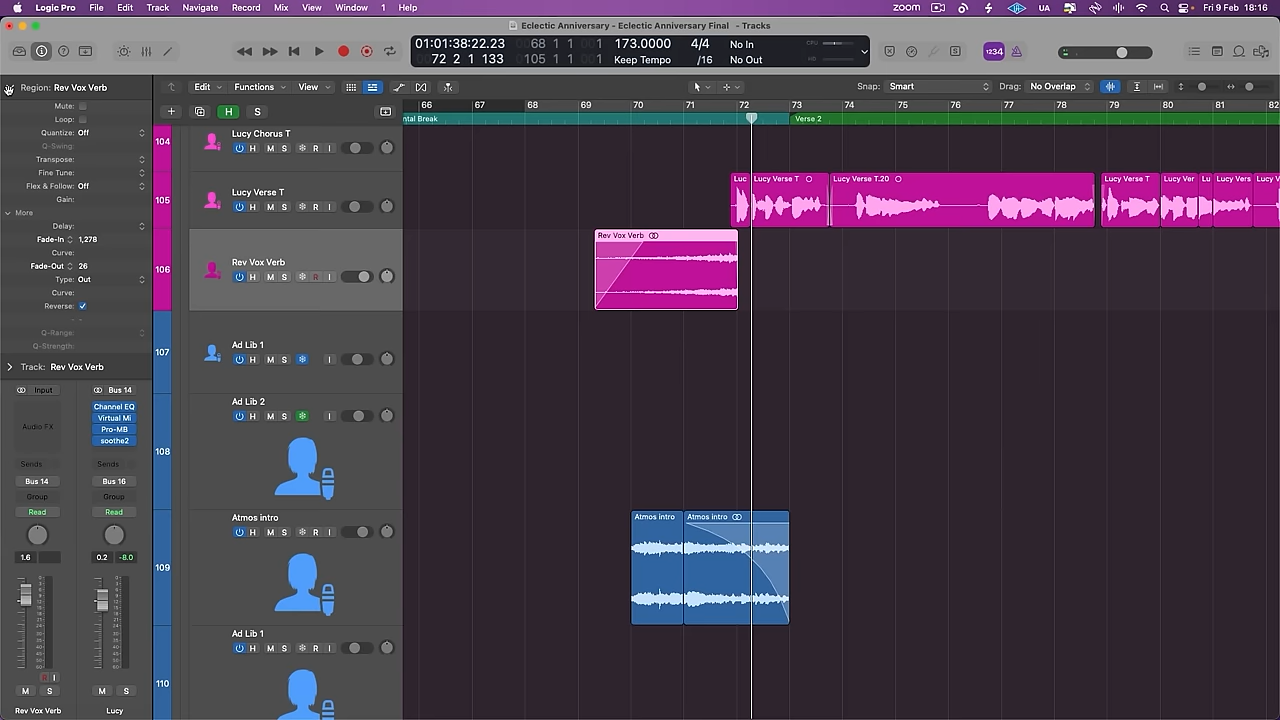 Logic Pro File Edit Track Navigate Record Mix View Window 1 Help zoom UA Fri 9 Feb 18:16
Eclectic Anniversary - Eclectic Anniversary Final - Tracks
01:01:38:22.23 68 1 1 1 173.0000 4/4 No In CPU
72 2 1 133 105 1 1 1 Keep Tempo /16 No Out HD
1234
Region: Rev Vox Verb
Edit Functions View Snap: Smart Drag: No Overlap
Mute:
Loop:
Quantize: Off
Q-Swing:
Transpose:
Fine Tune:
Flex & Follow: Off
Gain:
More
Delay:
Fade-In 1,278
Curve:
Fade-Out 26
Type: Out
Curve:
Reverse:
Q-Range:
Q-Strength:
Track: Rev Vox Verb
Input Bus 14
Audio FX Channel EQ
Virtual Mi
Pro-MB
soothe2
Sends Sends
Bus 14 Bus 16
Group Group
Read Read
1.6 0.2 -8.0
R I
M S M S
Rev Vox Verb Lucy
H S
66 67 68 69 70 71 72 73 74 75 76 77 78 79 80 81 82
ntal Break Verse 2
104 Lucy Chorus T
H M S R I
105 Lucy Verse T
H M S R I
Luc Lucy Verse T Lucy Verse T.20 Lucy Verse T Lucy Ver Lu Lucy Vers Lucy V
106 Rev Vox Verb
H M S R I
Rev Vox Verb
107 Ad Lib 1
H M S I
108 Ad Lib 2
H M S I
109 Atmos intro
H M S R I
Atmos intro Atmos intro
110 Ad Lib 1
H M S R I